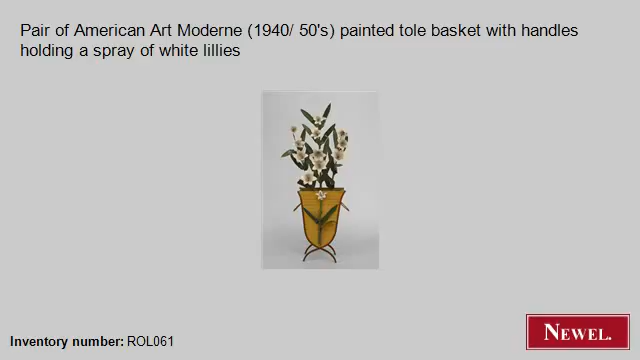 Pair of American Art Moderne (1940/ 50's) painted tole basket with handles
holding a spray of white lillies
Inventory number: ROL061
NEWEL.